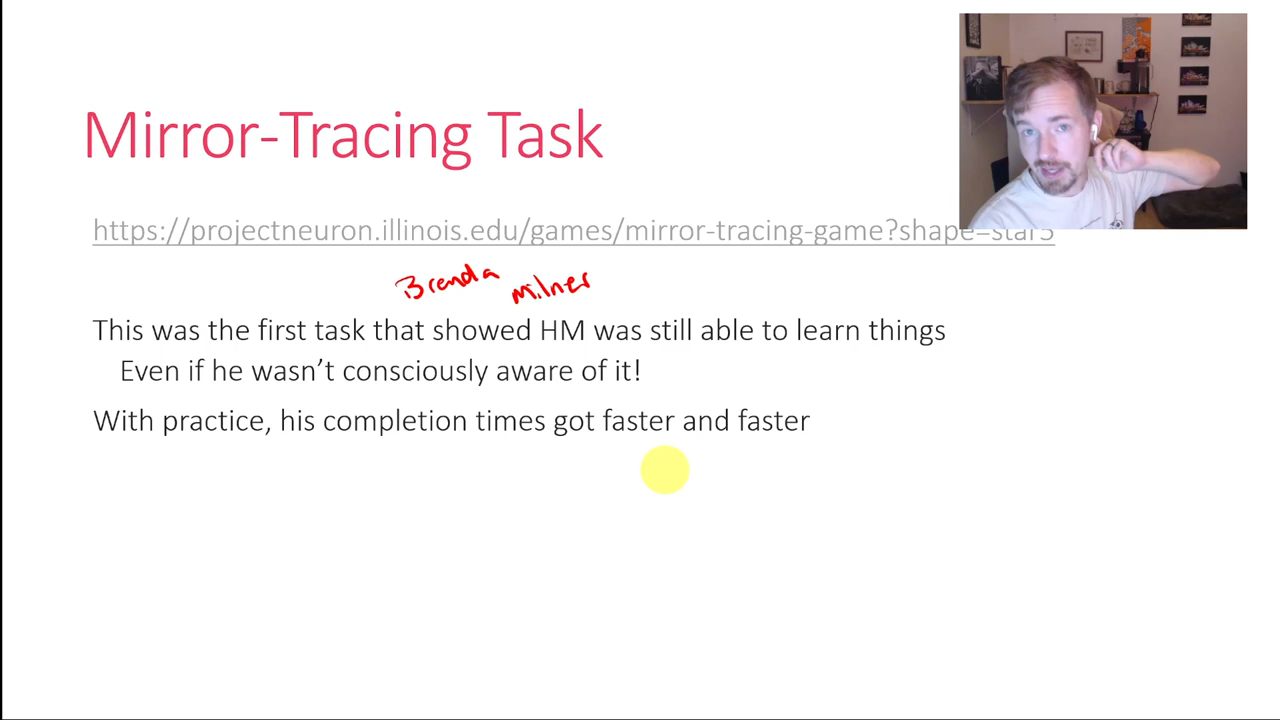 Mirror-Tracing Task
https://projectneuron.illinois.edu/games/mirror-tracing-game?shape=star5
Brenda Milner
This was the first task that showed HM was still able to learn things
Even if he wasn’t consciously aware of it!
With practice, his completion times got faster and faster